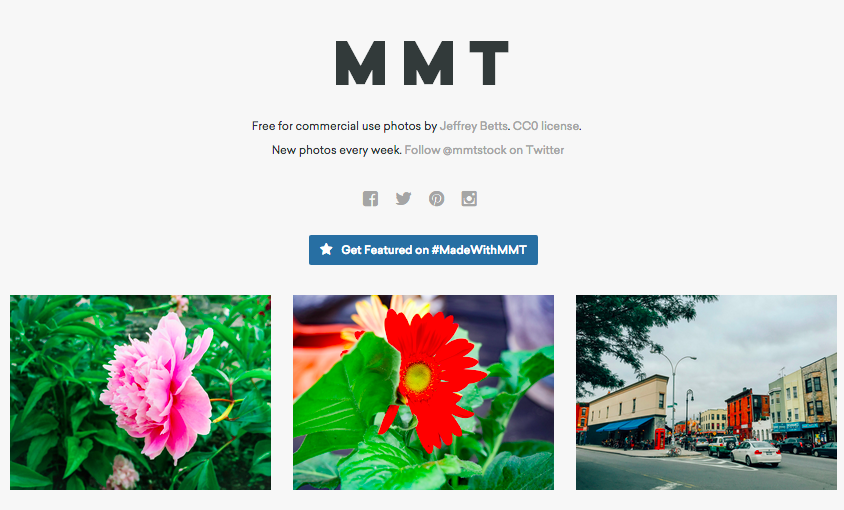 MMT
Free for commercial use photos by Jeffrey Betts. CC0 license.
New photos every week. Follow @mmtstock on Twitter
Get Featured on #MadeWithMMT